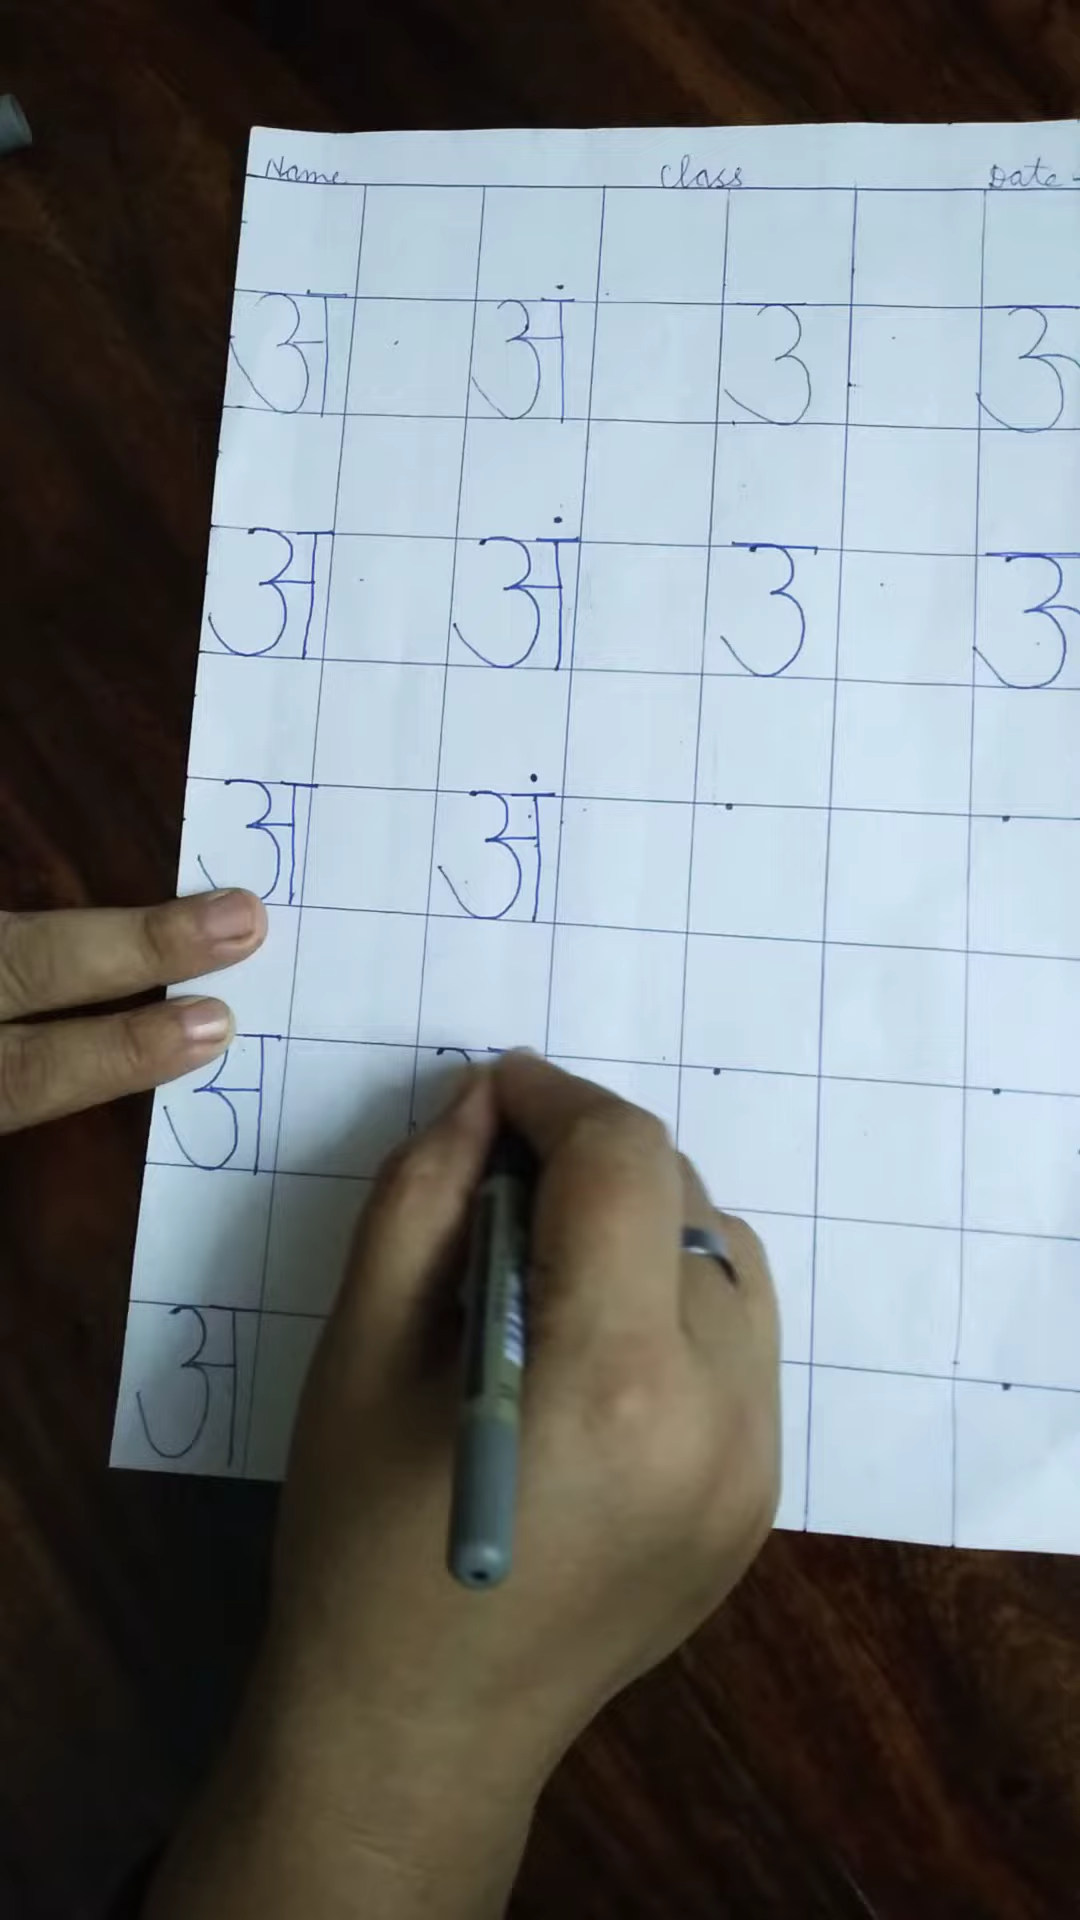 Name Class Date -
अ अं उ ऊ
अ अं उ ऊ
अ अं
अ
अ